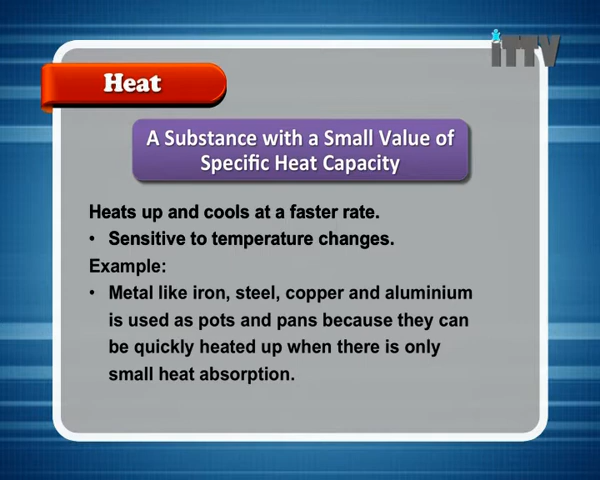 iTTV
Heat
A Substance with a Small Value of
Specific Heat Capacity
Heats up and cools at a faster rate.
• Sensitive to temperature changes.
Example:
• Metal like iron, steel, copper and aluminium
is used as pots and pans because they can
be quickly heated up when there is only
small heat absorption.